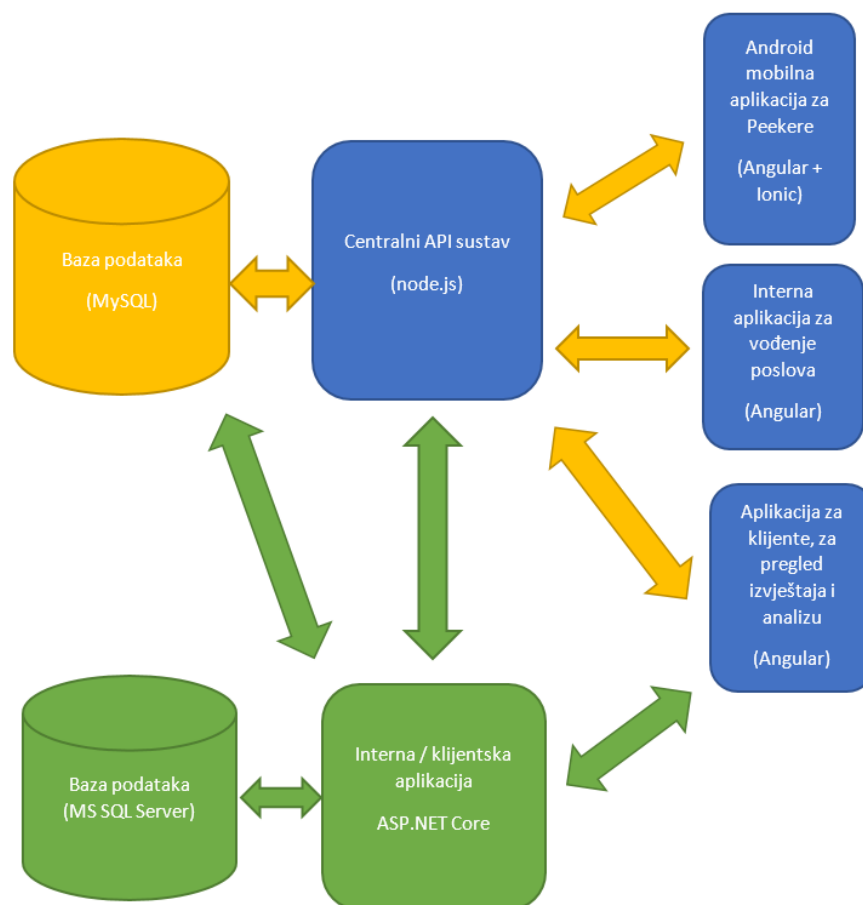 Android
mobilna
aplikacija za
Peekere
(Angular +
Ionic)
Baza podataka
(MySQL)
Centralni API sustav
(node.js)
Interna
aplikacija za
vođenje
poslova
(Angular)
Aplikacija za
klijente, za
pregled
izvještaja i
analizu
(Angular)
Baza podataka
(MS SQL Server)
Interna / klijentska
aplikacija
ASP.NET Core